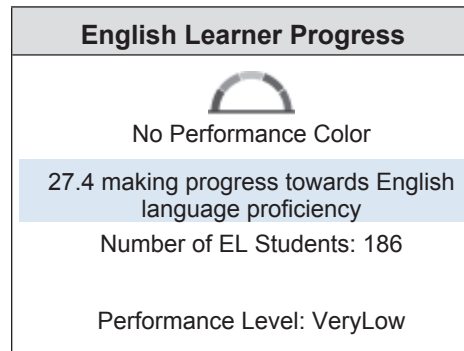 English Learner Progress
No Performance Color
27.4 making progress towards English
language proficiency
Number of EL Students: 186
Performance Level: VeryLow